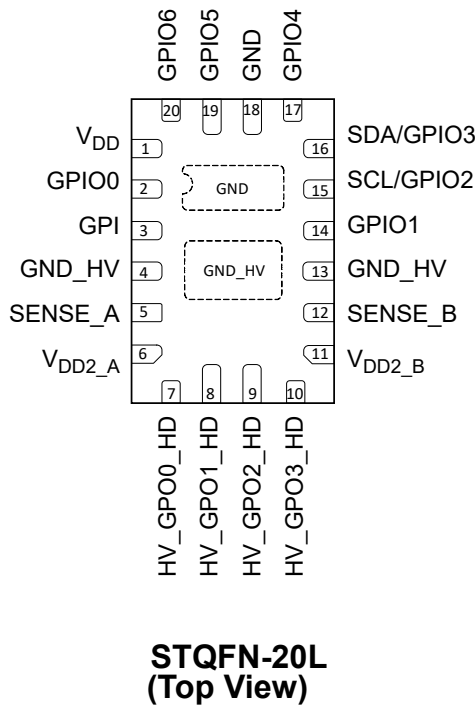 GPIO6
GPIO5
GND
GPIO4
20
19
18
17
VDD
1
16
SDA/GPIO3
GPIO0
2
GND
15
SCL/GPIO2
GPI
3
14
GPIO1
GND_HV
4
GND_HV
13
GND_HV
SENSE_A
5
12
SENSE_B
VDD2_A
6
11
VDD2_B
7
8
9
10
HV_GPO0_HD
HV_GPO1_HD
HV_GPO2_HD
HV_GPO3_HD
STQFN-20L
(Top View)